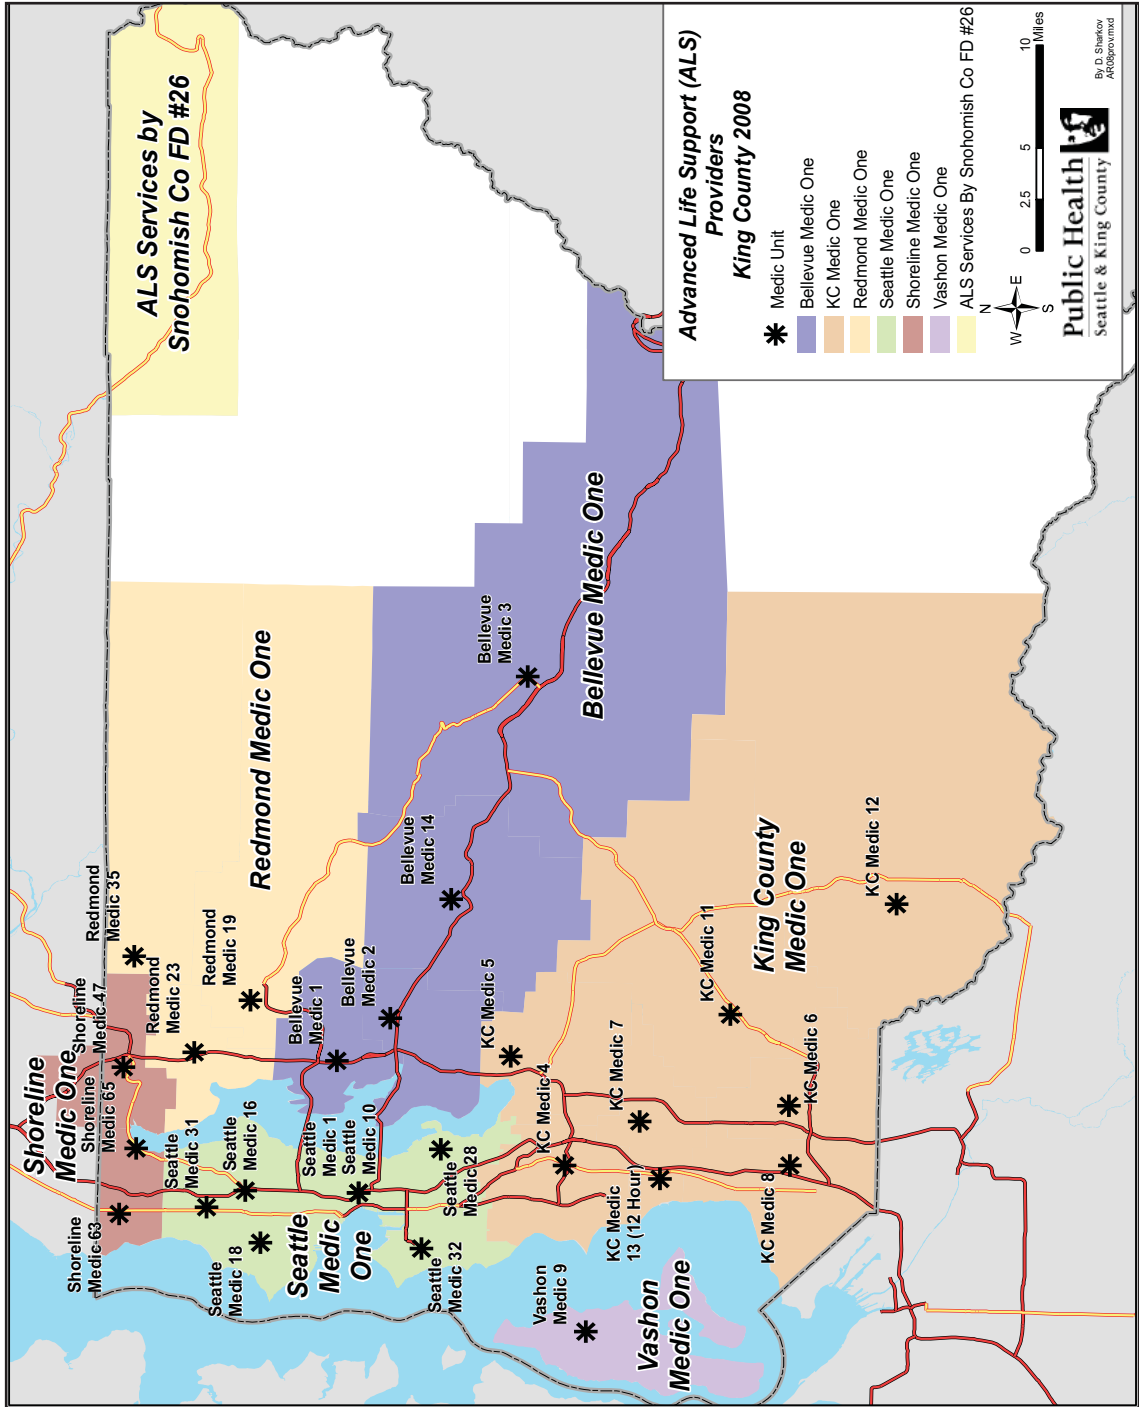 ALS Services by
Snohomish Co FD #26
Redmond Medic One
Bellevue Medic One
King County
Medic One
Shoreline
Medic One
Seattle
Medic
One
Vashon
Medic One
Shoreline
Medic 63
Shoreline
Medic 65
Shoreline
Medic 47
Redmond
Medic 35
Redmond
Medic 23
Redmond
Medic 19
Seattle
Medic 31
Seattle
Medic 16
Seattle
Medic 18
Seattle
Medic 1
Seattle
Medic 10
Seattle
Medic 28
Seattle
Medic 32
Bellevue
Medic 1
Bellevue
Medic 2
Bellevue
Medic 14
Bellevue
Medic 3
KC Medic 5
KC Medic 4
KC Medic 7
KC Medic 11
KC Medic 12
KC Medic 6
KC Medic 8
KC Medic
13 (12 Hour)
Vashon
Medic 9
Advanced Life Support (ALS)
Providers
King County 2008
Medic Unit
Bellevue Medic One
KC Medic One
Redmond Medic One
Seattle Medic One
Shoreline Medic One
Vashon Medic One
ALS Services By Snohomish Co FD #26
N
W E
S
0 2.5 5 10
Miles
Public Health
Seattle & King County
By D. Sharkov
AR08prov.mxd